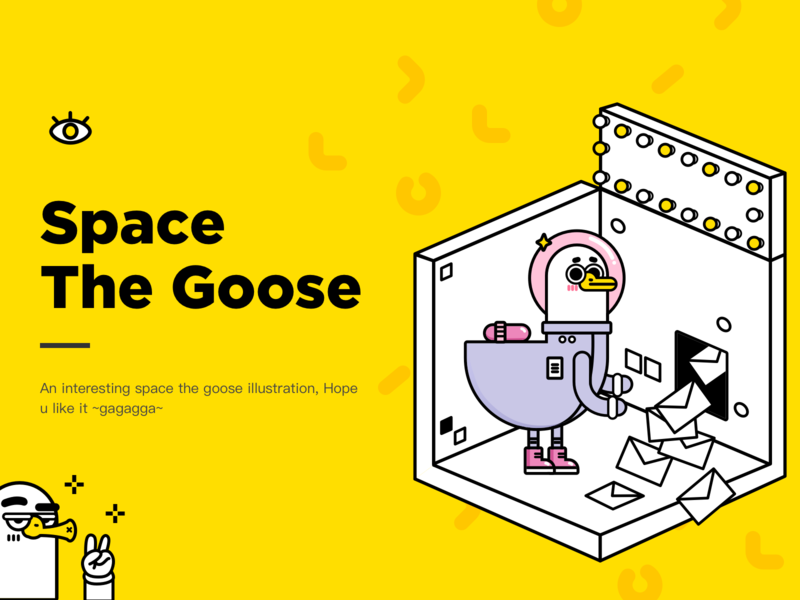 Space
The Goose
An interesting space the goose illustration, Hope
u like it ~gagagga~